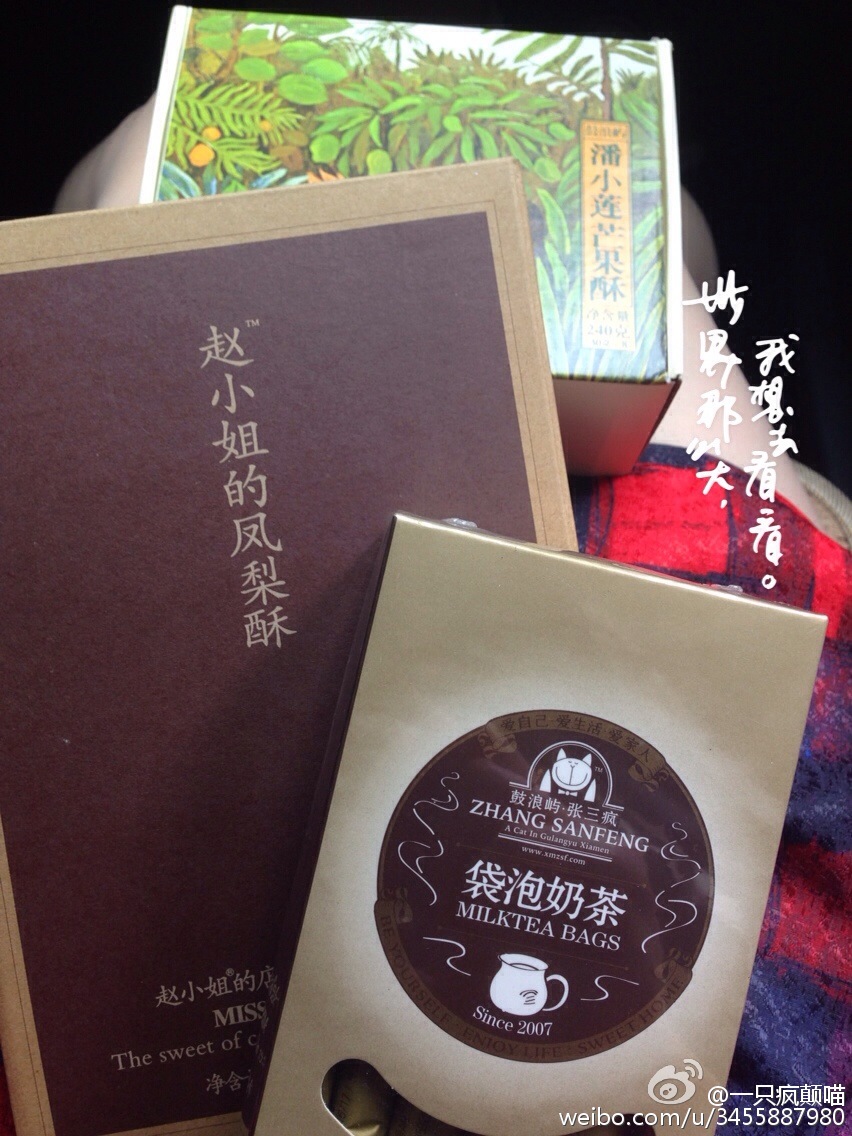 潘小莲芒果酥
净含量
240克
世界那么大,
我想去看看。
赵™小姐的凤梨酥
赵小姐®的店
MISS
The sweet of
净含
爱自己·爱生活·爱家人
鼓浪屿·张三疯
ZHANG SANFENG
A Cat In Gulangyu Xiamen
www.xmzsf.com
袋泡奶茶
MILKTEA BAGS
Since 2007
BE YOURSELF · ENJOY LIFE · SWEET HOME
@一只疯颠喵
weibo.com/u/3455887980